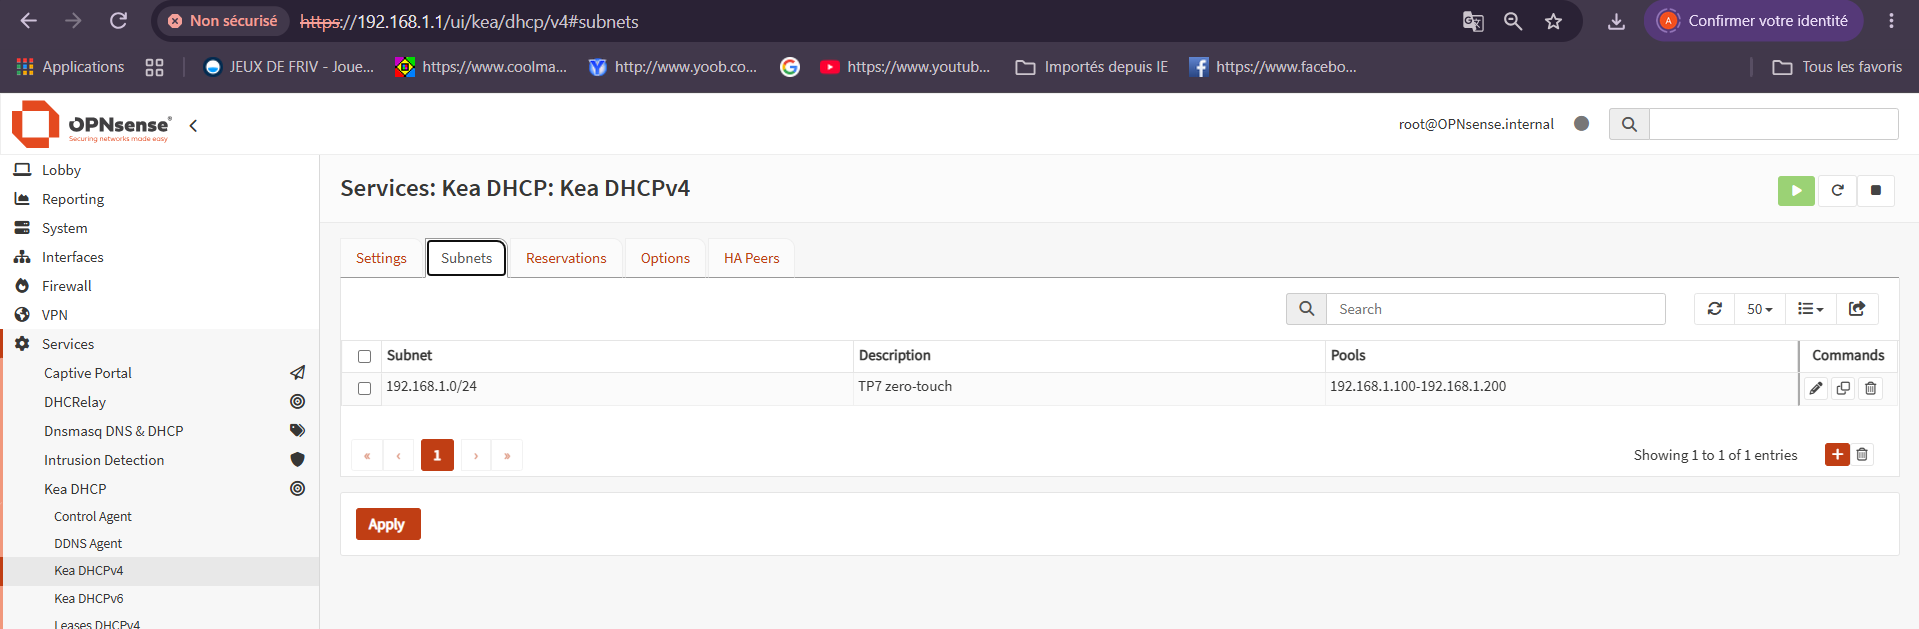 Non sécurisé https://192.168.1.1/ui/kea/dhcp/v4#subnets A Confirmer votre identité
Applications JEUX DE FRIV - Joue... https://www.coolma... http://www.yoob.co... https://www.youtub... Importés depuis IE https://www.facebo... Tous les favoris
OPNsense®
Securing networks made easy
root@OPNsense.internal
Lobby
Reporting
System
Interfaces
Firewall
VPN
Services
Captive Portal
DHCRelay
Dnsmasq DNS & DHCP
Intrusion Detection
Kea DHCP
Control Agent
DDNS Agent
Kea DHCPv4
Kea DHCPv6
Leases DHCPv4
Services: Kea DHCP: Kea DHCPv4
Settings Subnets Reservations Options HA Peers
Search 50
Subnet Description Pools Commands
192.168.1.0/24 TP7 zero-touch 192.168.1.100-192.168.1.200
« ‹ 1 › » Showing 1 to 1 of 1 entries
Apply